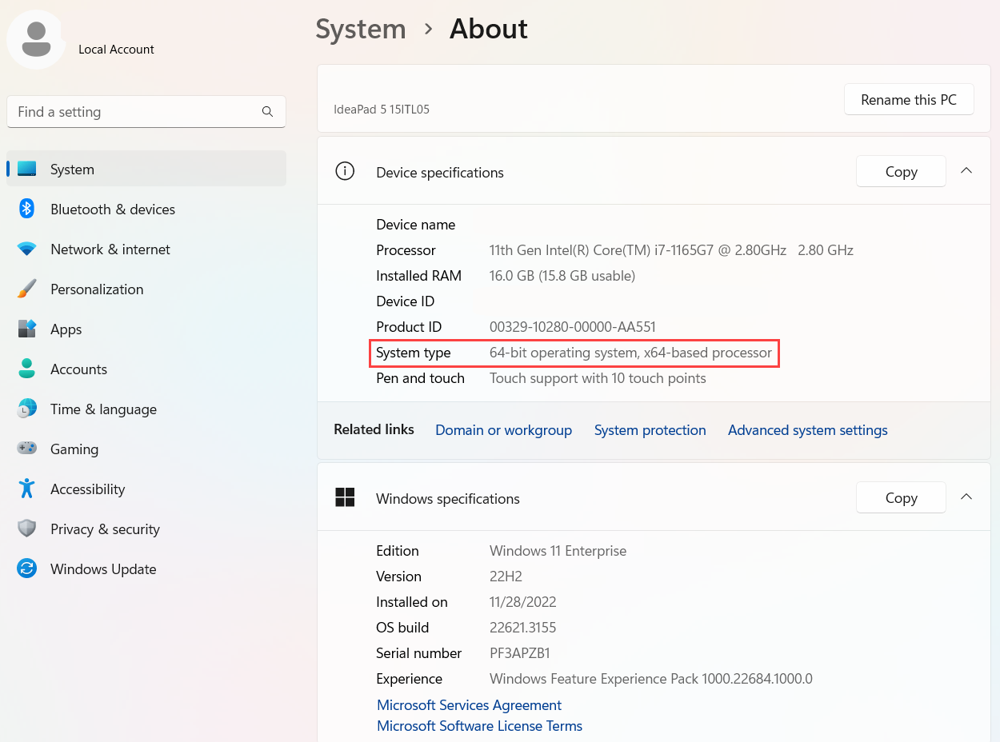 Local Account
Find a setting
System
Bluetooth & devices
Network & internet
Personalization
Apps
Accounts
Time & language
Gaming
Accessibility
Privacy & security
Windows Update
System › About
IdeaPad 5 15ITL05
Rename this PC
Device specifications
Copy
Device name
Processor 11th Gen Intel(R) Core(TM) i7-1165G7 @ 2.80GHz 2.80 GHz
Installed RAM 16.0 GB (15.8 GB usable)
Device ID
Product ID 00329-10280-00000-AA551
System type 64-bit operating system, x64-based processor
Pen and touch Touch support with 10 touch points
Related links Domain or workgroup System protection Advanced system settings
Windows specifications
Copy
Edition Windows 11 Enterprise
Version 22H2
Installed on 11/28/2022
OS build 22621.3155
Serial number PF3APZB1
Experience Windows Feature Experience Pack 1000.22684.1000.0
Microsoft Services Agreement
Microsoft Software License Terms